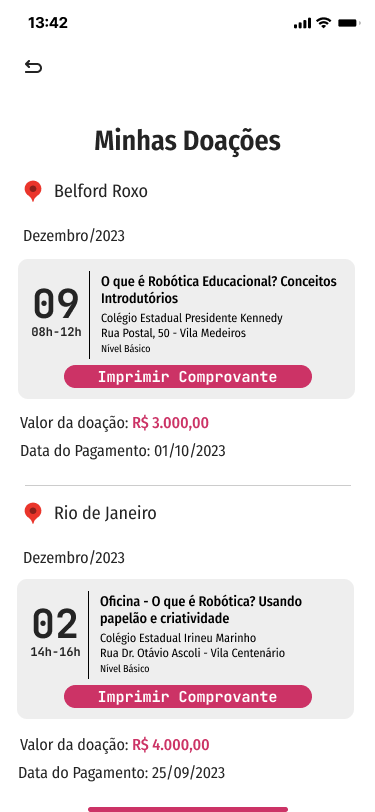 13:42
Minhas Doações
Belford Roxo
Dezembro/2023
09
08h-12h
O que é Robótica Educacional? Conceitos
Introdutórios
Colégio Estadual Presidente Kennedy
Rua Postal, 50 - Vila Medeiros
Nível Básico
Imprimir Comprovante
Valor da doação: R$ 3.000,00
Data do Pagamento: 01/10/2023
Rio de Janeiro
Dezembro/2023
02
14h-16h
Oficina - O que é Robótica? Usando
papelão e criatividade
Colégio Estadual Irineu Marinho
Rua Dr. Otávio Ascoli - Vila Centenário
Nível Básico
Imprimir Comprovante
Valor da doação: R$ 4.000,00
Data do Pagamento: 25/09/2023